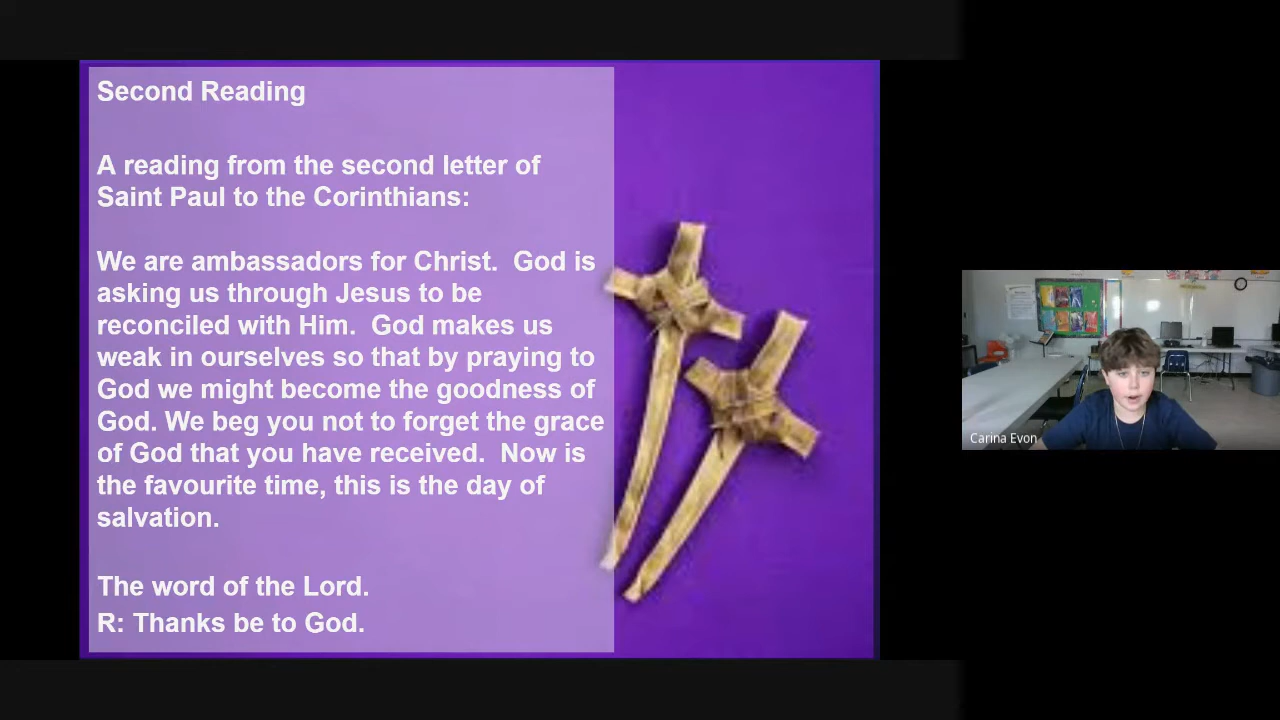 Second Reading
A reading from the second letter of
Saint Paul to the Corinthians:
We are ambassadors for Christ.  God is
asking us through Jesus to be
reconciled with Him.  God makes us
weak in ourselves so that by praying to
God we might become the goodness of
God. We beg you not to forget the grace
of God that you have received.  Now is
the favourite time, this is the day of
salvation.
The word of the Lord.
R: Thanks be to God.
Carina Evon